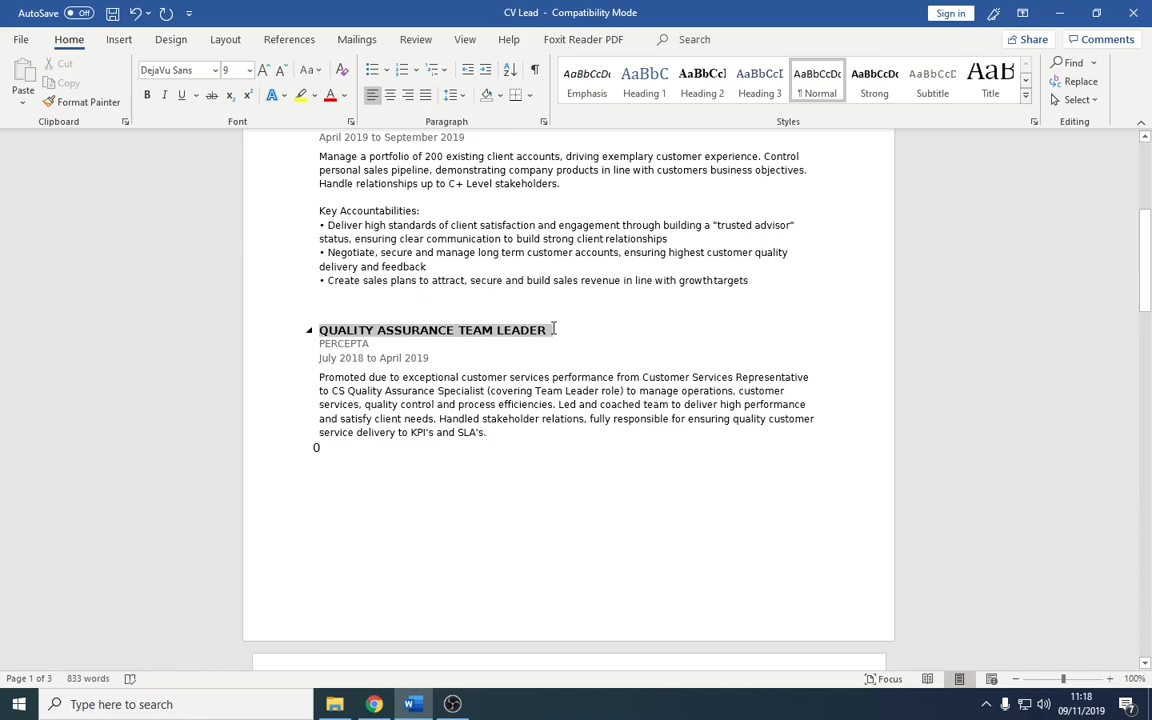 AutoSave Off CV Lead - Compatibility Mode Sign in
File Home Insert Design Layout References Mailings Review View Help Foxit Reader PDF Search Share Comments
Paste Cut Copy Format Painter
DejaVu Sans 9
AaBbCcDc AaBbC AaBbCc AaBbCcD AaBbCcDc AaBbCcDc AaBbCcD AaB
Emphasis Heading 1 Heading 2 Heading 3 ¶ Normal Strong Subtitle Title
Find Replace Select
Clipboard Font Paragraph Styles Editing
April 2019 to September 2019
Manage a portfolio of 200 existing client accounts, driving exemplary customer experience. Control
personal sales pipeline, demonstrating company products in line with customers business objectives.
Handle relationships up to C+ Level stakeholders.
Key Accountabilities:
• Deliver high standards of client satisfaction and engagement through building a "trusted advisor"
status, ensuring clear communication to build strong client relationships
• Negotiate, secure and manage long term customer accounts, ensuring highest customer quality
delivery and feedback
• Create sales plans to attract, secure and build sales revenue in line with growthtargets
QUALITY ASSURANCE TEAM LEADER
PERCEPTA
July 2018 to April 2019
Promoted due to exceptional customer services performance from Customer Services Representative
to CS Quality Assurance Specialist (covering Team Leader role) to manage operations, customer
services, quality control and process efficiencies. Led and coached team to deliver high performance
and satisfy client needs. Handled stakeholder relations, fully responsible for ensuring quality customer
service delivery to KPI's and SLA's.
0
Page 1 of 3 833 words Focus 100%
Type here to search
11:18
09/11/2019
7